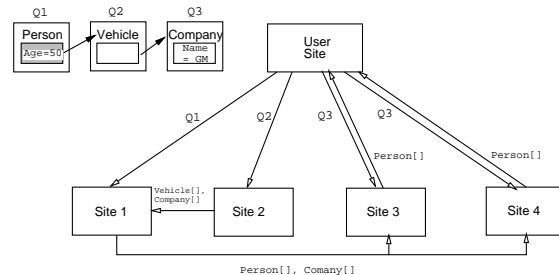 Q1 Q2 Q3
Person Vehicle Company
Age=50
Name
= GM
User
Site
Q1
Q2
Q3
Q3
Person[]
Person[]
Vehicle[],
Company[]
Site 1
Site 2
Site 3
Site 4
Person[], Comany[]